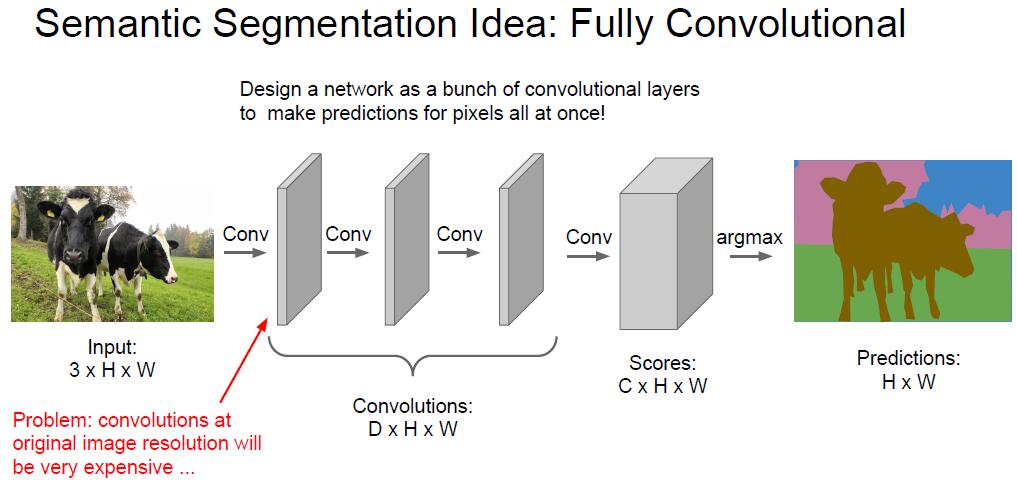 Semantic Segmentation Idea: Fully Convolutional
Design a network as a bunch of convolutional layers
to make predictions for pixels all at once!
Conv
Conv
Conv
Conv
argmax
Input:
3 x H x W
Problem: convolutions at
original image resolution will
be very expensive ...
Convolutions:
D x H x W
Scores:
C x H x W
Predictions:
H x W